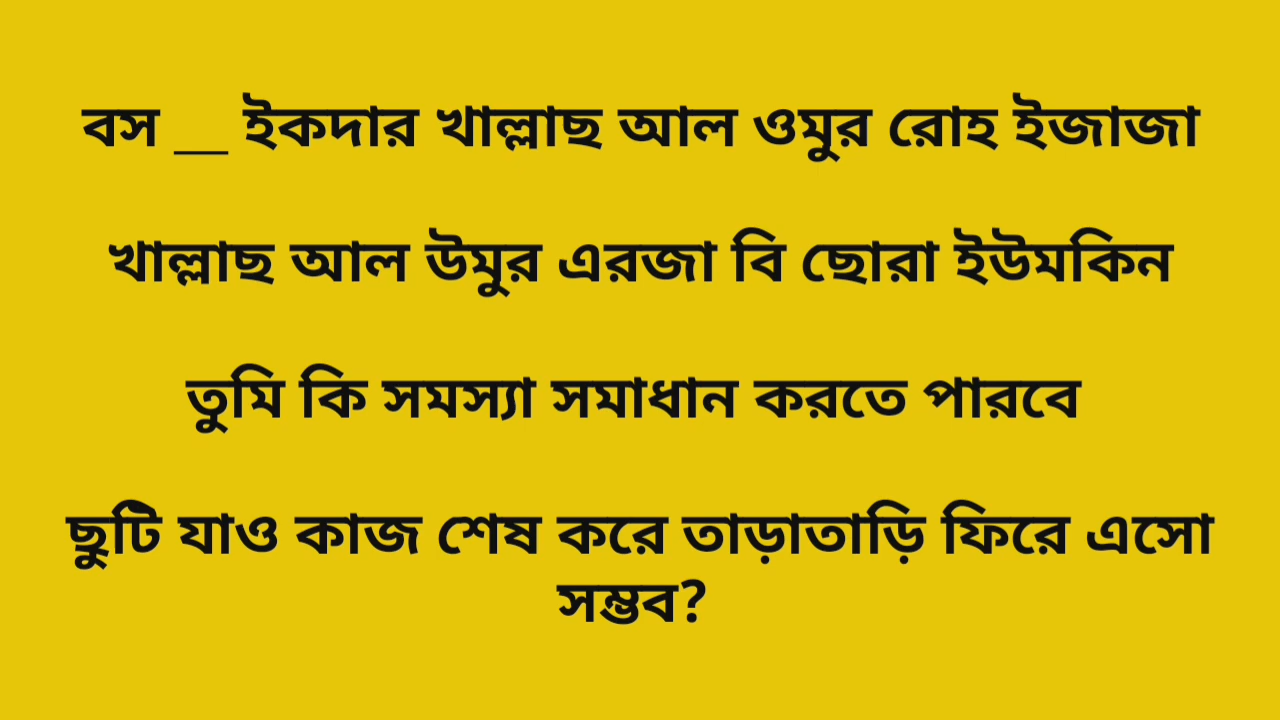 বস __ ইকদার খাল্লাছ আল ওমুর রোহ ইজাজা
খাল্লাছ আল উমুর এরজা বি ছোরা ইউমকিন
তুমি কি সমস্যা সমাধান করতে পারবে
ছুটি যাও কাজ শেষ করে তাড়াতাড়ি ফিরে এসো
সম্ভব?